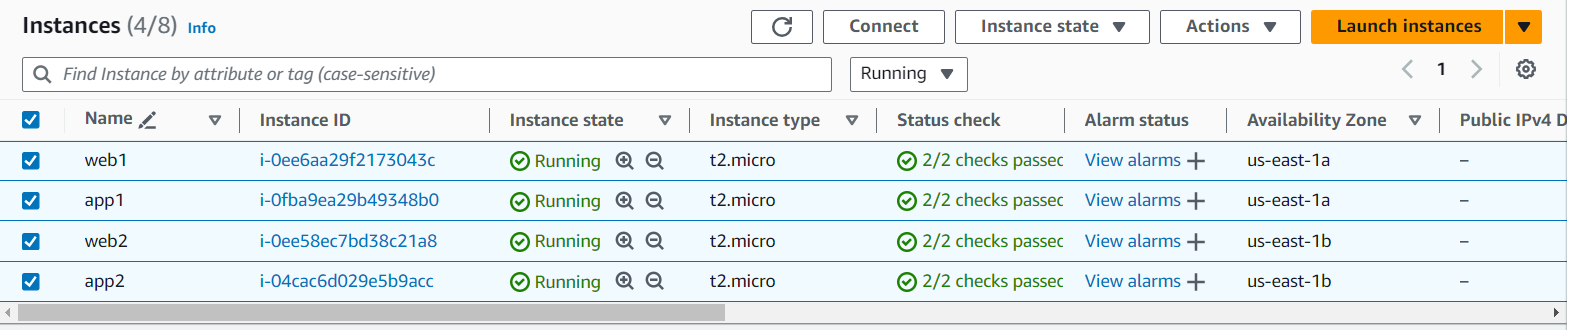 Instances (4/8) Info Connect Instance state Actions Launch instances
Find Instance by attribute or tag (case-sensitive) Running 1
Name Instance ID Instance state Instance type Status check Alarm status Availability Zone Public IPv4 D
web1 i-0ee6aa29f2173043c Running t2.micro 2/2 checks passec View alarms + us-east-1a –
app1 i-0fba9ea29b49348b0 Running t2.micro 2/2 checks passec View alarms + us-east-1a –
web2 i-0ee58ec7bd38c21a8 Running t2.micro 2/2 checks passec View alarms + us-east-1b –
app2 i-04cac6d029e5b9acc Running t2.micro 2/2 checks passec View alarms + us-east-1b –